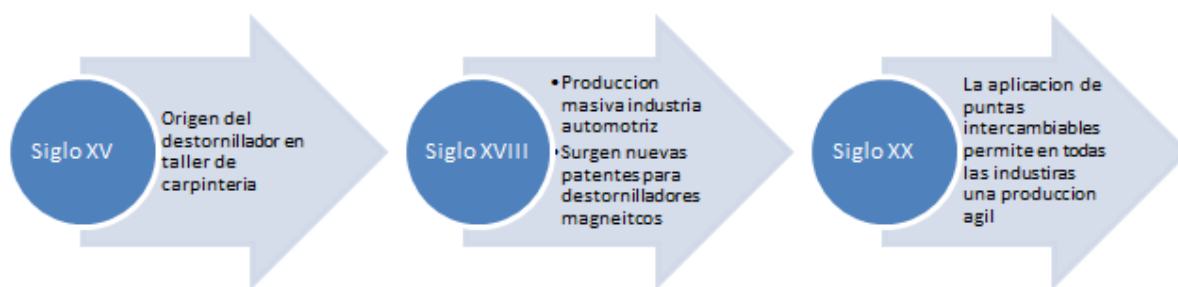 Siglo XV
Origen del
destornillador en
taller de
carpinteria
Siglo XVIII
•Produccion
masiva industria
automotriz
•Surgen nuevas
patentes para
destornilladores
magneitcos
Siglo XX
La aplicacion de
puntas
intercambiables
permite en todas
las industiras
una produccion
agil